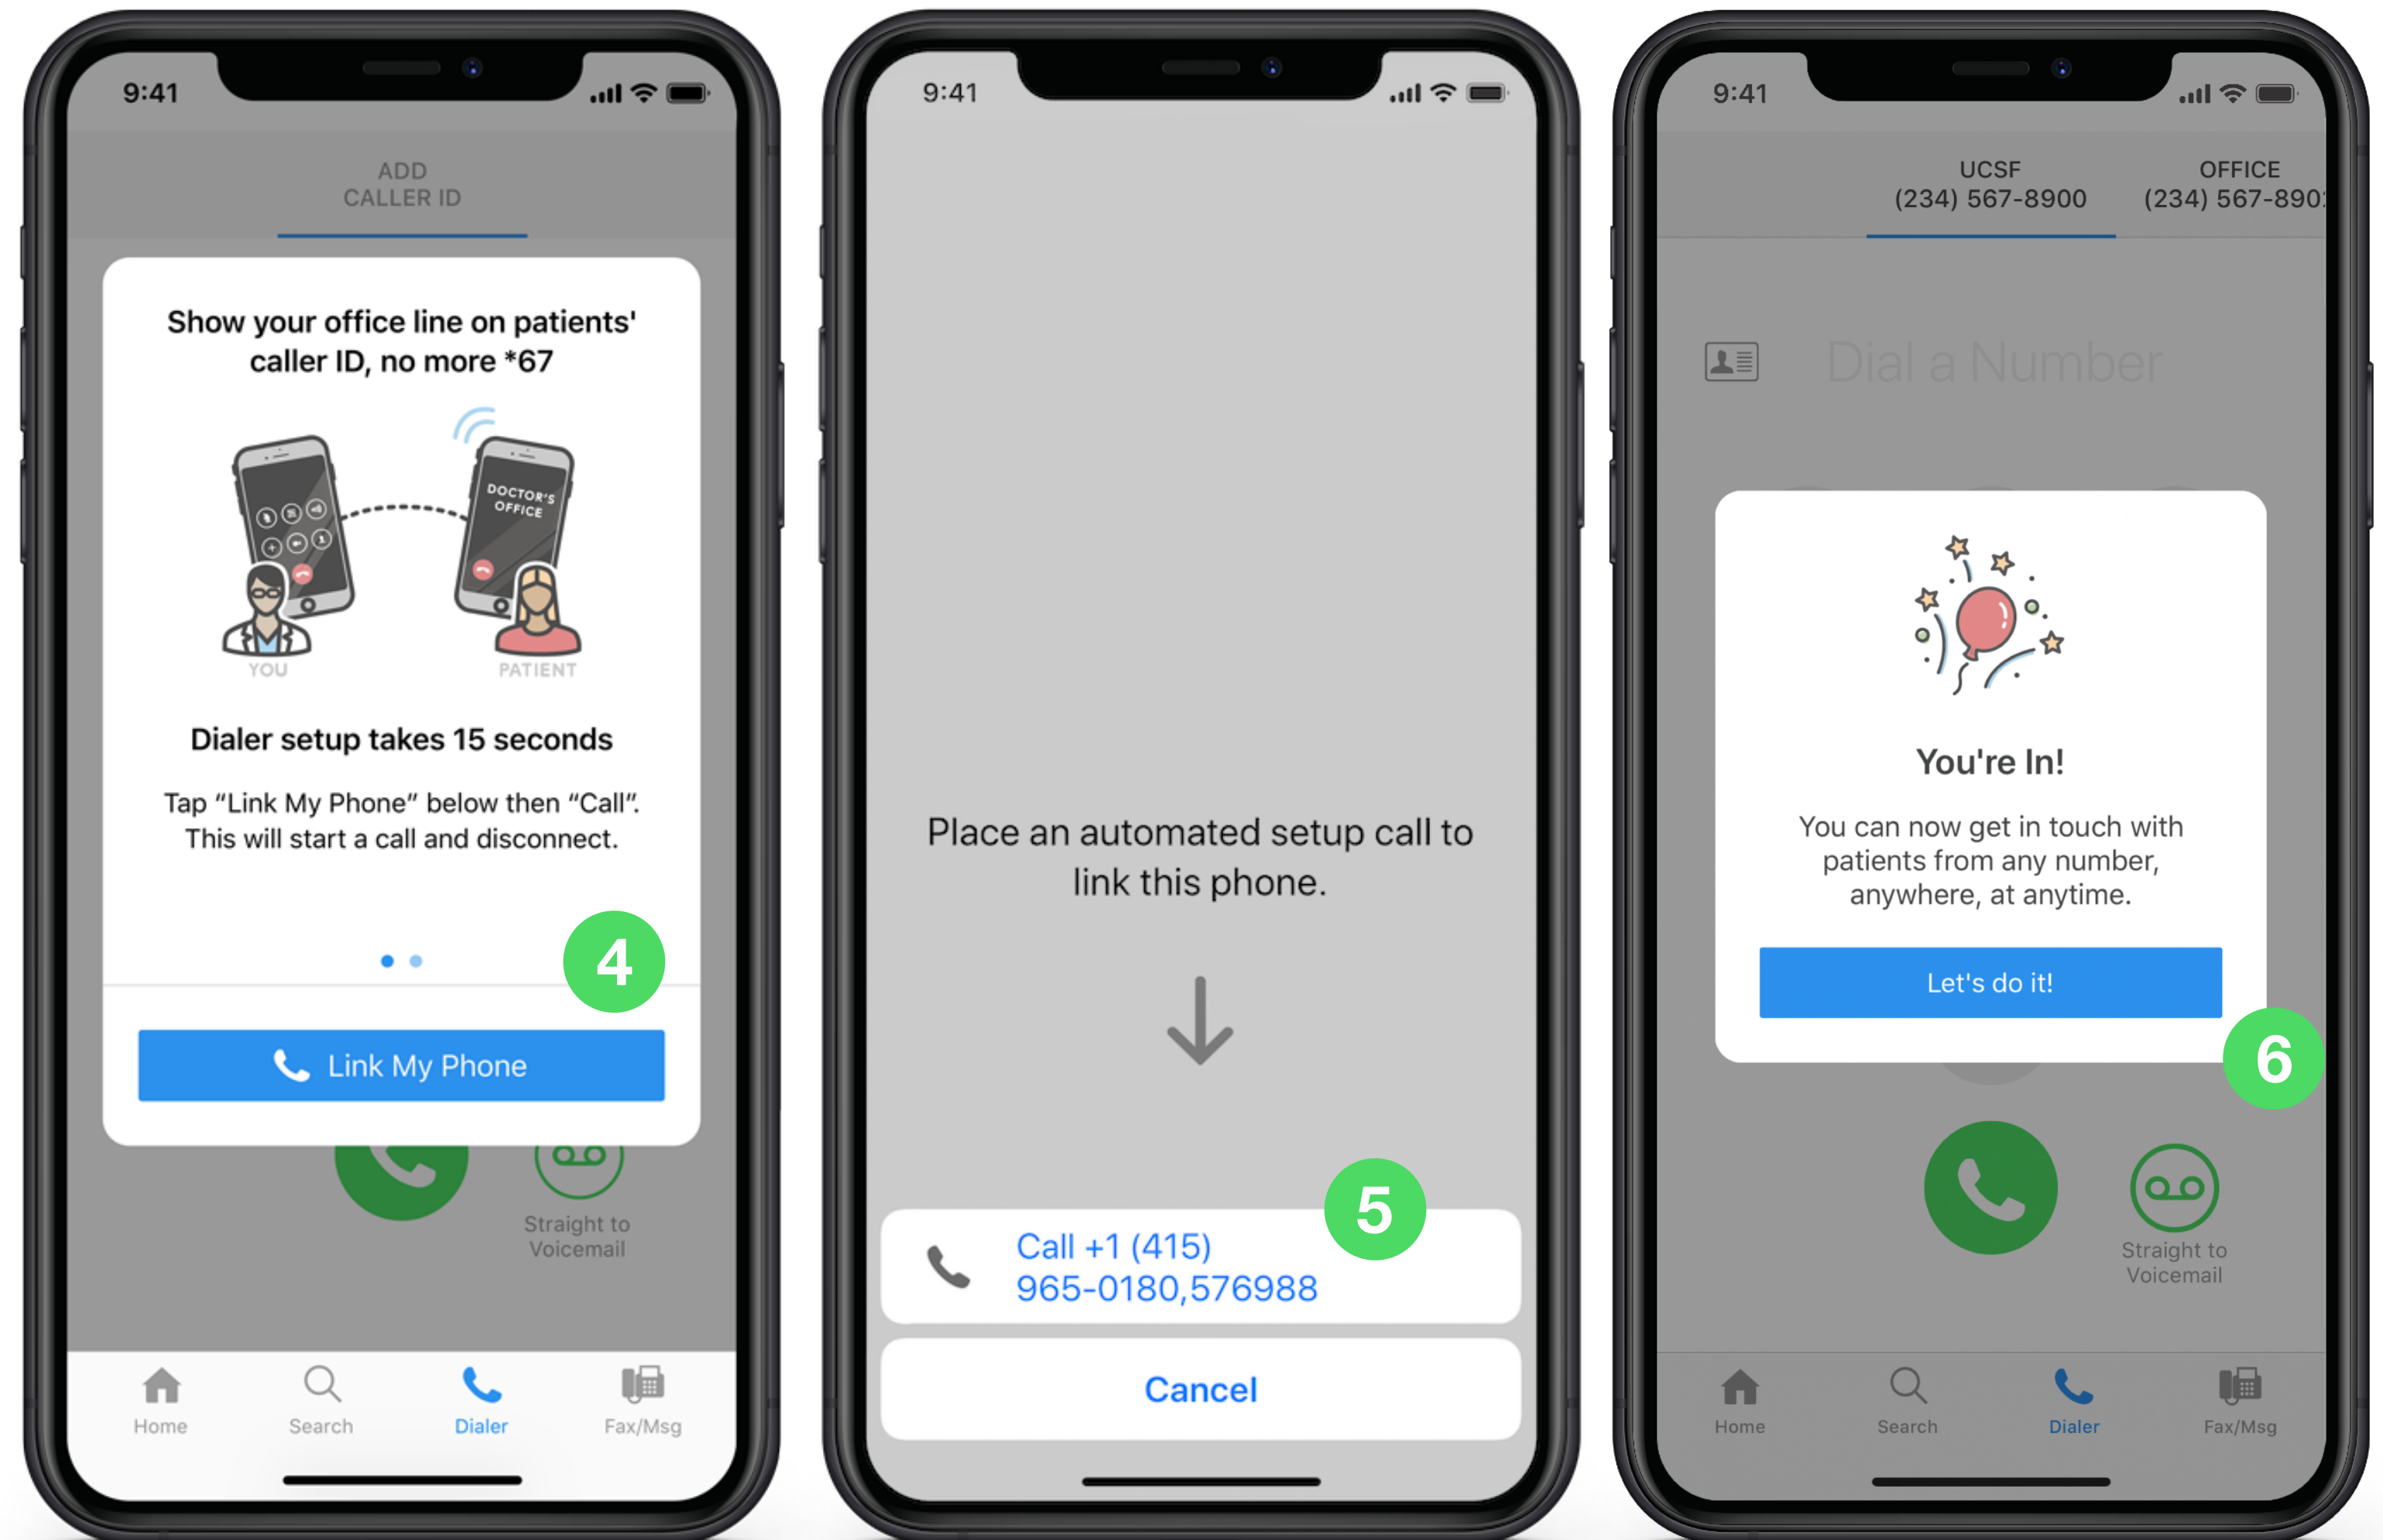 9:41
ADD
CALLER ID
Show your office line on patients'
caller ID, no more *67
DOCTOR'S
OFFICE
YOU
PATIENT
Dialer setup takes 15 seconds
Tap “Link My Phone” below then “Call”.
This will start a call and disconnect.
4
Link My Phone
Straight to
Voicemail
Home
Search
Dialer
Fax/Msg
9:41
Place an automated setup call to
link this phone.
5
Call +1 (415)
965-0180,576988
Cancel
9:41
UCSF
(234) 567-8900
OFFICE
(234) 567-890
Dial a Number
You're In!
You can now get in touch with
patients from any number,
anywhere, at anytime.
Let's do it!
6
Straight to
Voicemail
Home
Search
Dialer
Fax/Msg